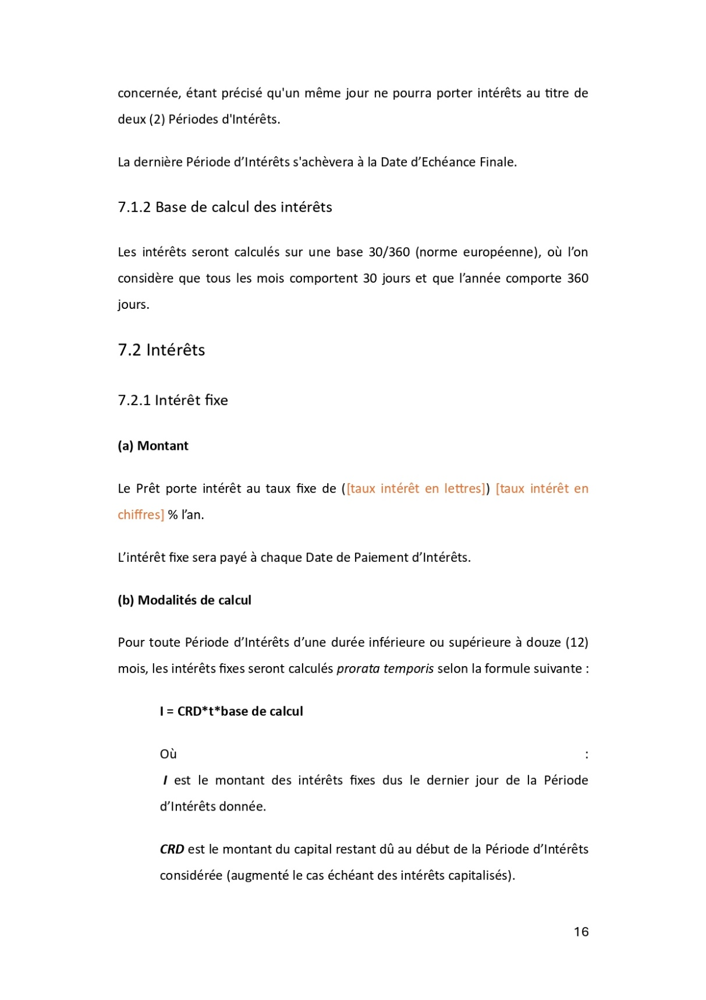 concernée, étant précisé qu'un même jour ne pourra porter intérêts au titre de
deux (2) Périodes d'Intérêts.
La dernière Période d’Intérêts s'achèvera à la Date d’Echéance Finale.
7.1.2 Base de calcul des intérêts
Les intérêts seront calculés sur une base 30/360 (norme européenne), où l’on
considère que tous les mois comportent 30 jours et que l’année comporte 360
jours.
7.2 Intérêts
7.2.1 Intérêt fixe
(a) Montant
Le Prêt porte intérêt au taux fixe de ([taux intérêt en lettres]) [taux intérêt en
chiffres] % l’an.
L’intérêt fixe sera payé à chaque Date de Paiement d’Intérêts.
(b) Modalités de calcul
Pour toute Période d’Intérêts d’une durée inférieure ou supérieure à douze (12)
mois, les intérêts fixes seront calculés prorata temporis selon la formule suivante :
I = CRD*t*base de calcul
Où :
I est le montant des intérêts fixes dus le dernier jour de la Période
d’Intérêts donnée.
CRD est le montant du capital restant dû au début de la Période d’Intérêts
considérée (augmenté le cas échéant des intérêts capitalisés).
16